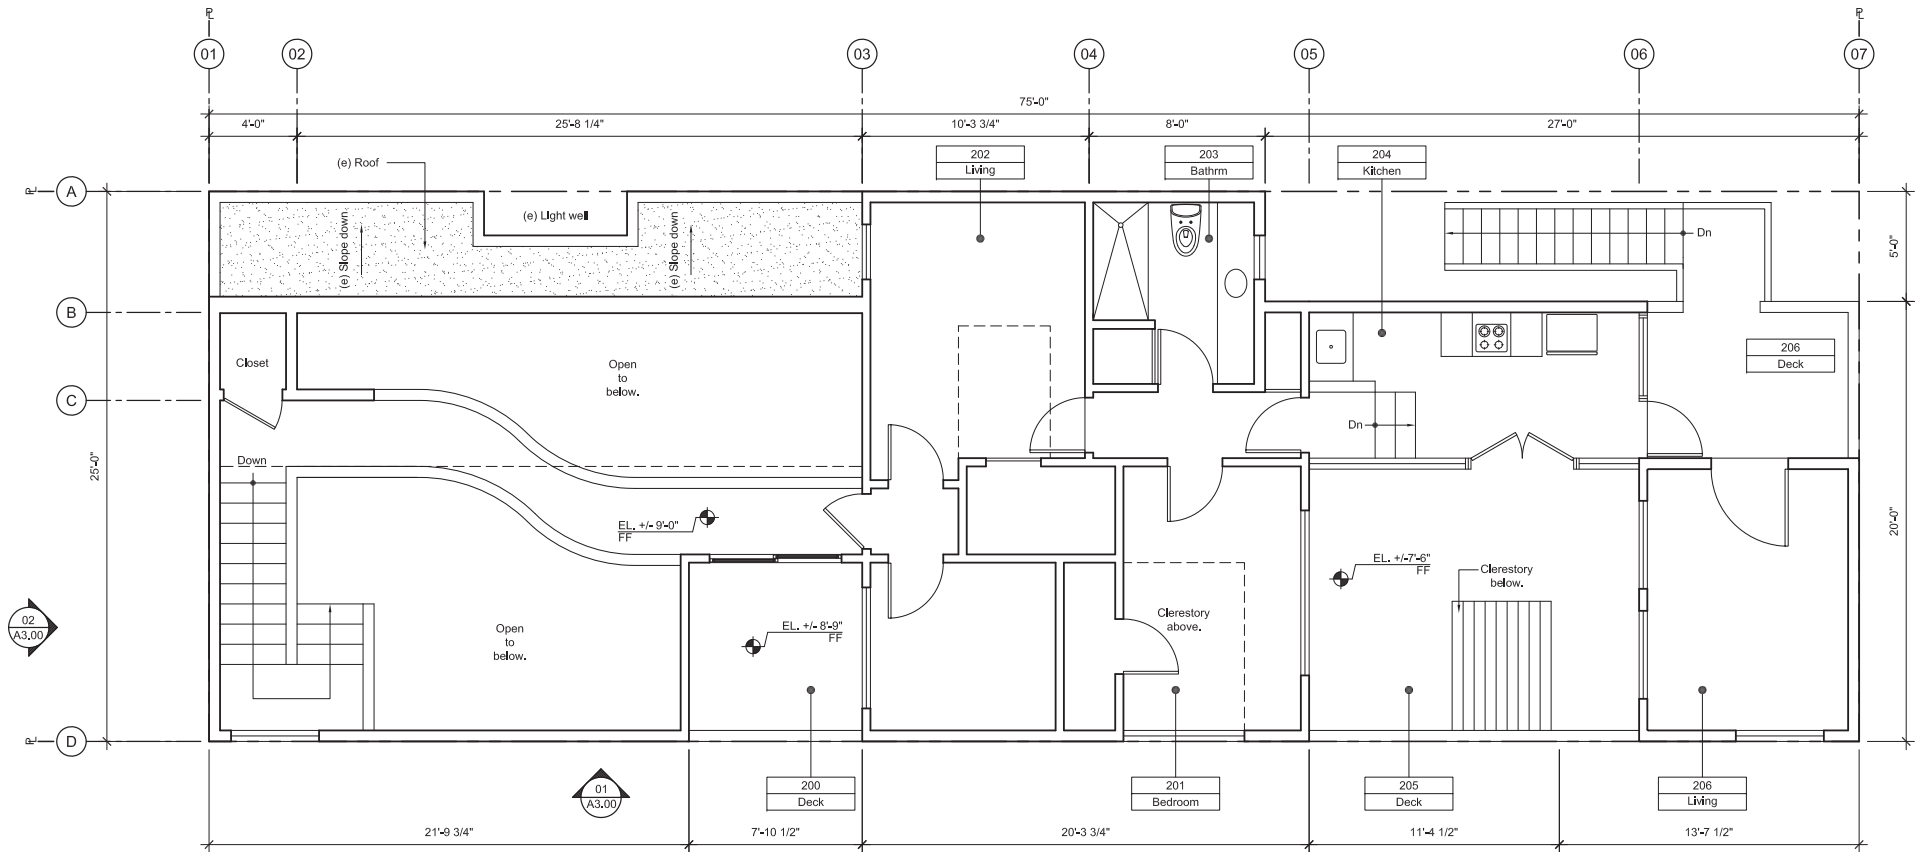 PL
PL
01
02
03
04
05
06
07
75'-0"
4'-0"
25'-8 1/4"
10'-3 3/4"
8'-0"
27'-0"
202
Living
203
Bathrm
204
Kitchen
(e) Roof
PL
A
(e) Light well
(e) Slope down
(e) Slope down
Dn
5'-0"
B
206
Deck
Closet
Open
to
below.
C
Dn
Down
25'-0"
EL. +/- 9'-0"
FF
20'-0"
EL. +/-7'-6"
FF
Clerestory
below.
02
A3.00
Open
to
below.
EL. +/- 8'-9"
FF
Clerestory
above.
PL
D
200
Deck
201
Bedroom
205
Deck
206
Living
01
A3.00
21'-9 3/4"
7'-10 1/2"
20'-3 3/4"
11'-4 1/2"
13'-7 1/2"